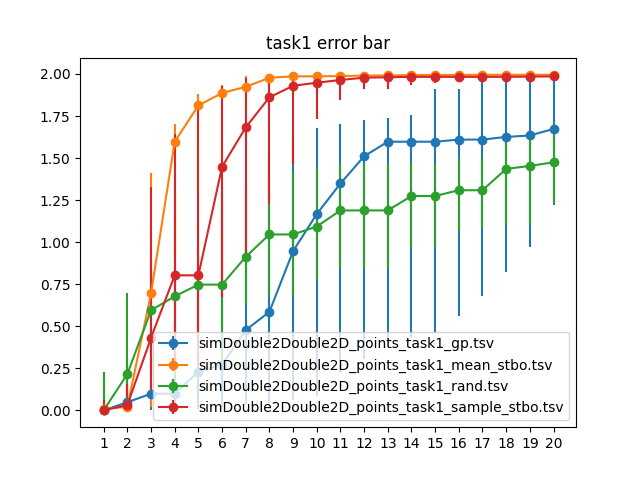 task1 error bar
2.00
1.75
1.50
1.25
1.00
0.75
0.50
0.25
0.00
simDouble2Double2D_points_task1_gp.tsv
simDouble2Double2D_points_task1_mean_stbo.tsv
simDouble2Double2D_points_task1_rand.tsv
simDouble2Double2D_points_task1_sample_stbo.tsv
1 2 3 4 5 6 7 8 9 10 11 12 13 14 15 16 17 18 19 20